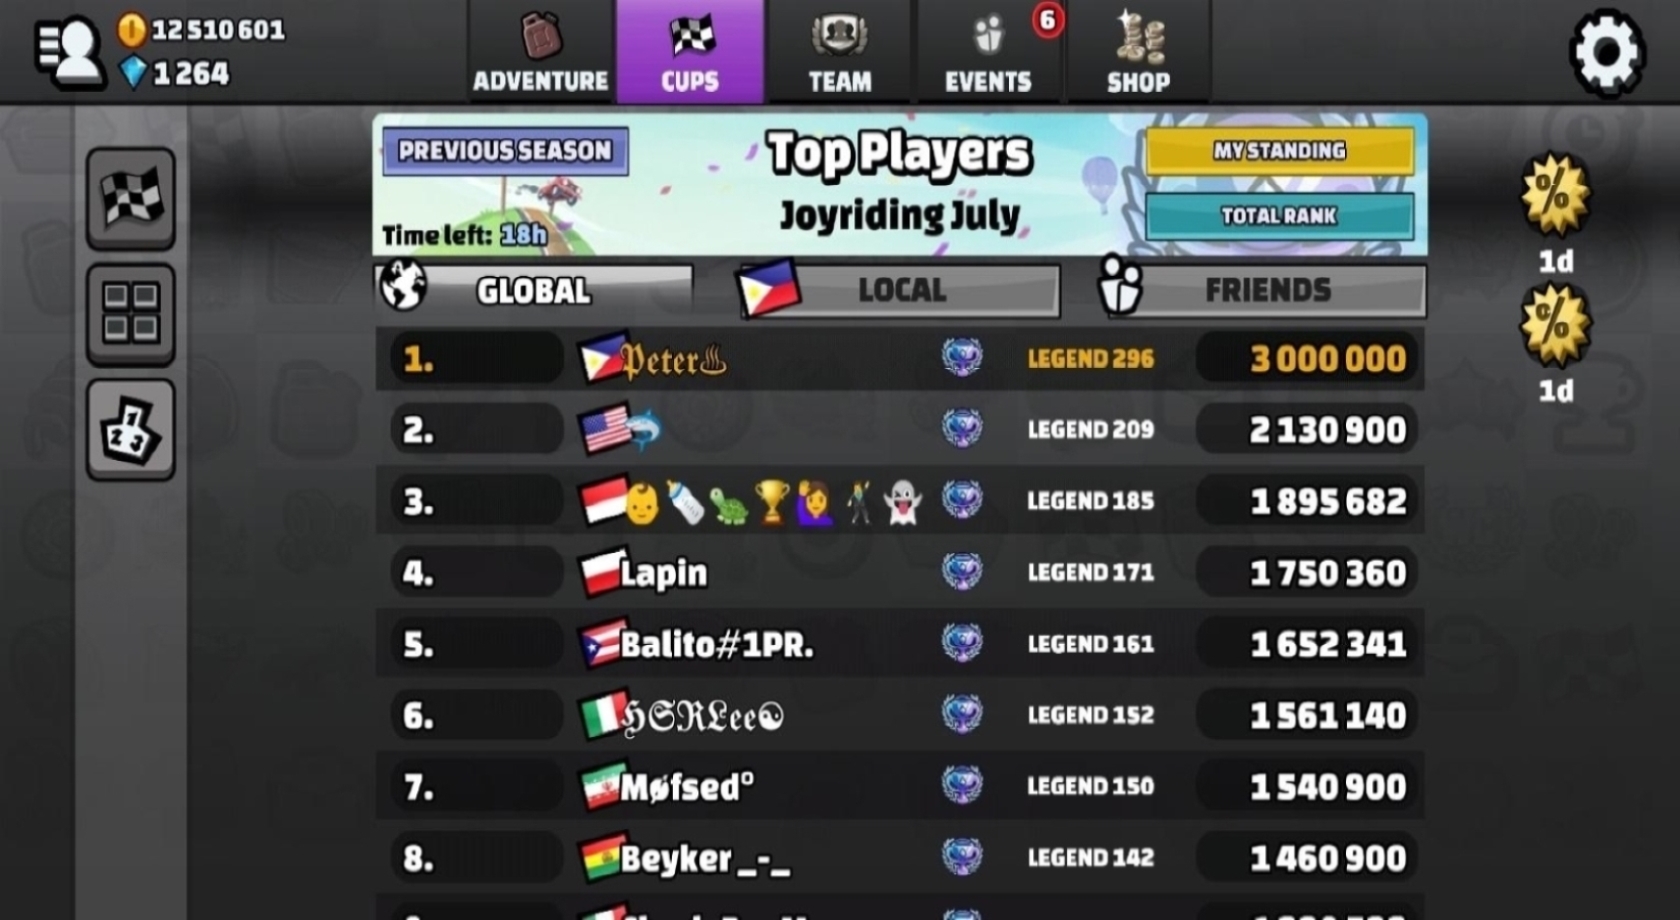 12 510 601
1 264
ADVENTURE
CUPS
TEAM
EVENTS
6
SHOP
PREVIOUS SEASON
Top Players
MY STANDING
Joyriding July
TOTAL RANK
Time left: 18h
1d
1d
GLOBAL
LOCAL
FRIENDS
1. 𝔓𝔢𝔱𝔢𝔯♨ LEGEND 296 3 000 000
2. 🦈 LEGEND 209 2 130 900
3. 👶🍼🐢🏆🙋‍♀️🕺👻 LEGEND 185 1 895 682
4. Lapin LEGEND 171 1 750 360
5. Balito#1PR. LEGEND 161 1 652 341
6. ℌ𝔖ℜ𝔏𝔢𝔢☯ LEGEND 152 1 561 140
7. Møfsedº LEGEND 150 1 540 900
8. Beyker_-_ LEGEND 142 1 460 900